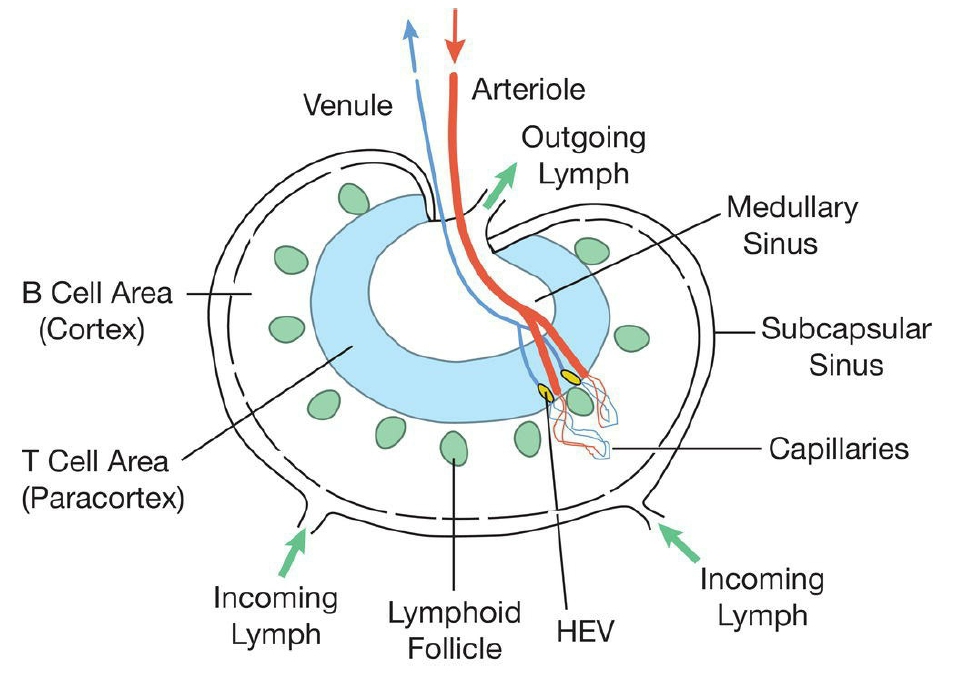 Venule
Arteriole
Outgoing
Lymph
Medullary
Sinus
B Cell Area
(Cortex)
Subcapsular
Sinus
T Cell Area
(Paracortex)
Capillaries
Incoming
Lymph
Lymphoid
Follicle
HEV
Incoming
Lymph